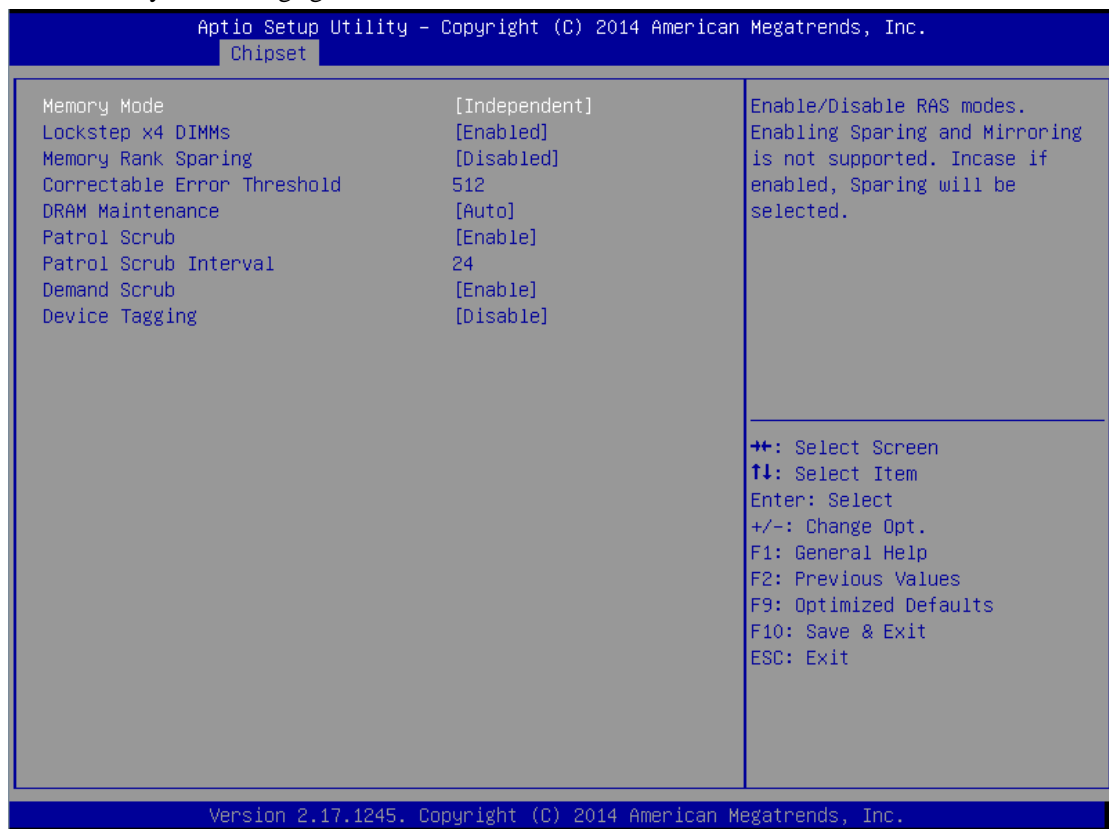 Aptio Setup Utility – Copyright (C) 2014 American Megatrends, Inc.
Chipset
Memory Mode [Independent]
Lockstep x4 DIMMs [Enabled]
Memory Rank Sparing [Disabled]
Correctable Error Threshold 512
DRAM Maintenance [Auto]
Patrol Scrub [Enable]
Patrol Scrub Interval 24
Demand Scrub [Enable]
Device Tagging [Disable]
Enable/Disable RAS modes.
Enabling Sparing and Mirroring
is not supported. Incase if
enabled, Sparing will be
selected.
→←: Select Screen
↑↓: Select Item
Enter: Select
+/-: Change Opt.
F1: General Help
F2: Previous Values
F9: Optimized Defaults
F10: Save & Exit
ESC: Exit
Version 2.17.1245. Copyright (C) 2014 American Megatrends, Inc.